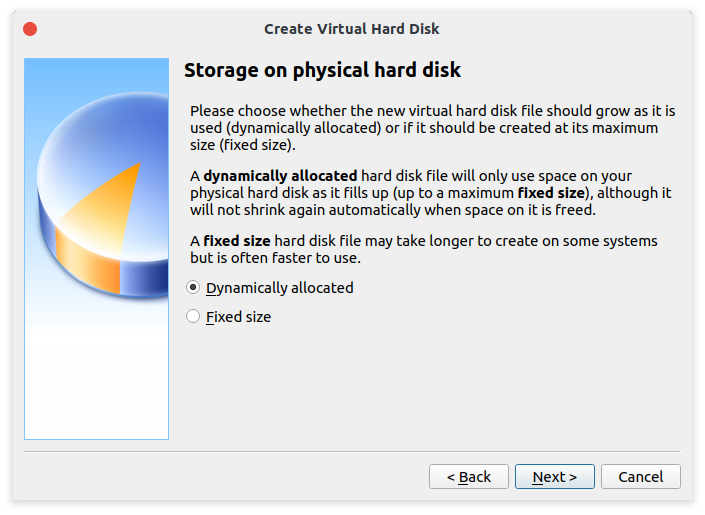 Create Virtual Hard Disk
Storage on physical hard disk
Please choose whether the new virtual hard disk file should grow as it is
used (dynamically allocated) or if it should be created at its maximum
size (fixed size).
A dynamically allocated hard disk file will only use space on your
physical hard disk as it fills up (up to a maximum fixed size), although it
will not shrink again automatically when space on it is freed.
A fixed size hard disk file may take longer to create on some systems
but is often faster to use.
Dynamically allocated
Fixed size
< Back
Next >
Cancel